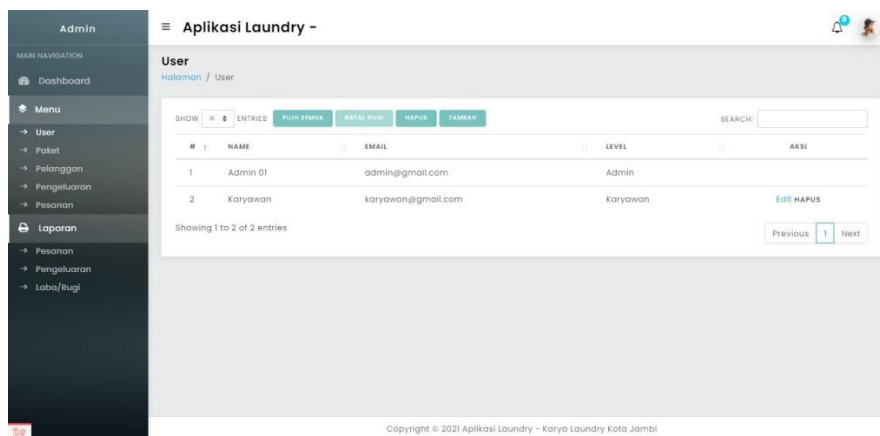 Admin
Aplikasi Laundry -
0
MAIN NAVIGATION
Dashboard
Menu
User
Paket
Pelanggan
Pengeluaran
Pesanan
Laporan
Pesanan
Pengeluaran
Laba/Rugi
User
Halaman / User
SHOW 10 ENTRIES PILIH SEMUA BATAL PILIH HAPUS TAMBAH SEARCH:
# NAME EMAIL LEVEL AKSI
1 Admin 01 admin@gmail.com Admin
2 Karyawan karyawan@gmail.com Karyawan Edit HAPUS
Showing 1 to 2 of 2 entries
Previous 1 Next
Copyright © 2021 Aplikasi Laundry - Karya Laundry Kota Jambi